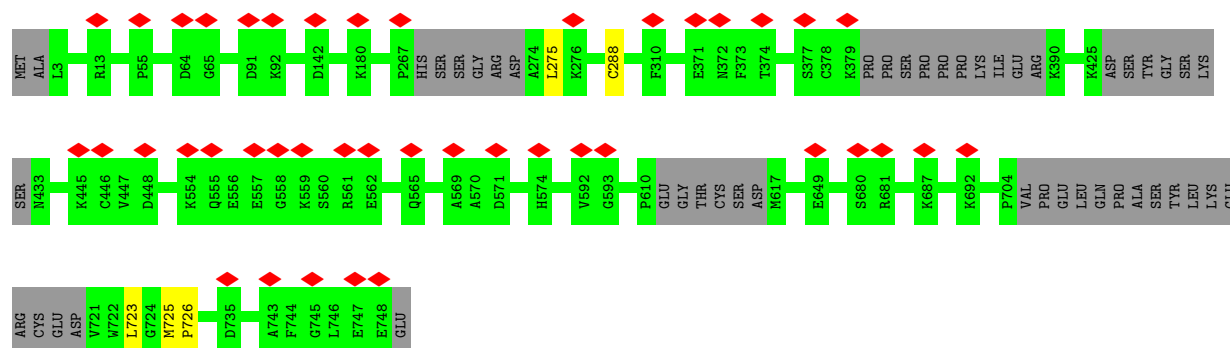 MET ALA L3 R13 P55 D64 G65 D91 K92 D142 K180 P267 HIS SER SER GLY ARG ASP A274 L275 K276 C288 F310 E371 N372 F373 T374 S377 C378 K379 PRO PRO SER PRO PRO PRO LYS ILE GLU ARG K390 K425 ASP SER TYR GLY SER LYS
SER N433 K445 C446 V447 D448 K554 Q555 E556 E557 G558 K559 S560 R561 E562 Q565 A569 A570 D571 H574 V592 G593 P610 GLU GLY THR CYS SER ASP M617 E649 S680 R681 K687 K692 P704 VAL PRO GLU LEU GLN PRO ALA SER TYR LEU LYS GLU
ARG CYS GLU ASP V721 W722 L723 G724 M725 P726 D735 A743 F744 G745 L746 E747 E748 GLU